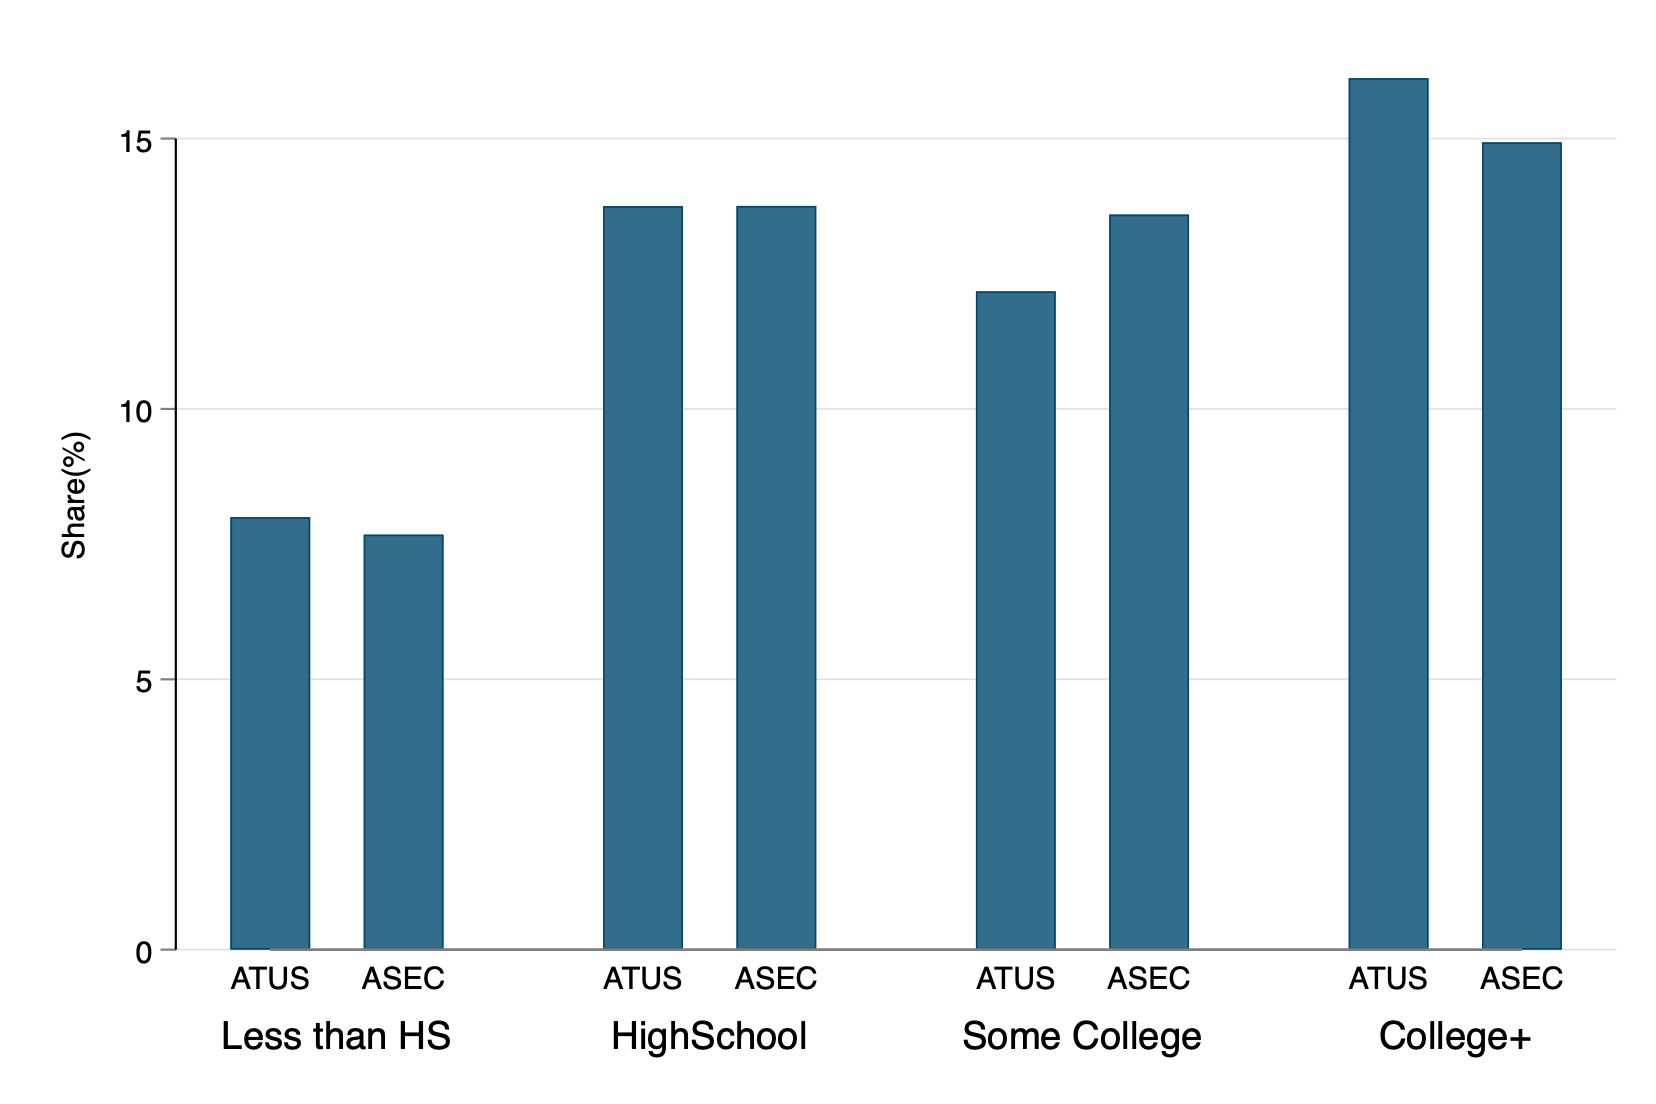 15
10
5
0
Share(%)
ATUS ASEC ATUS ASEC ATUS ASEC ATUS ASEC
Less than HS HighSchool Some College College+